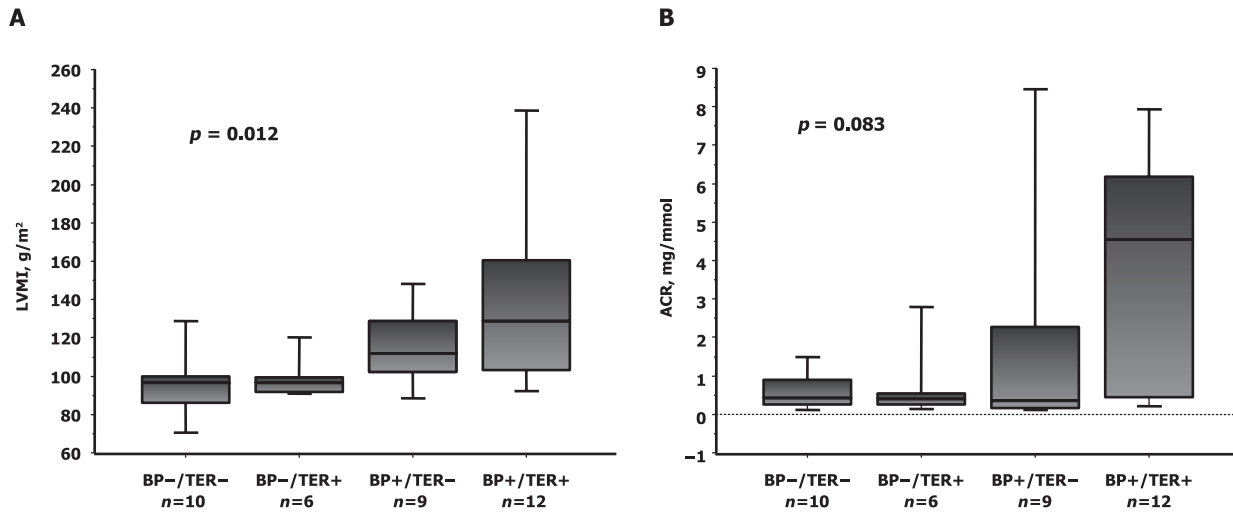 A
LVMI, g/m²
260
240
220
200
180
160
140
120
100
80
60
p = 0.012
BP−/TER−
n=10
BP−/TER+
n=6
BP+/TER−
n=9
BP+/TER+
n=12
B
ACR, mg/mmol
9
8
7
6
5
4
3
2
1
0
−1
p = 0.083
BP−/TER−
n=10
BP−/TER+
n=6
BP+/TER−
n=9
BP+/TER+
n=12